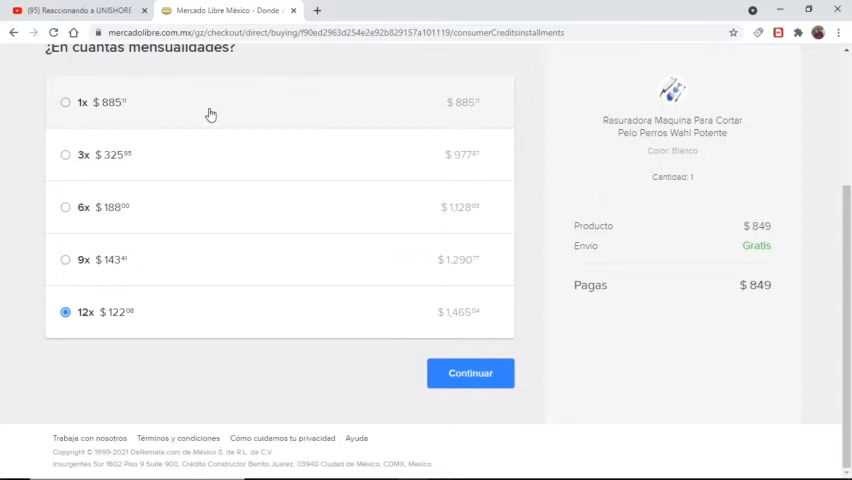 (95) Reaccionando a UNISHORE
Mercado Libre México - Donde c
mercadolibre.com.mx/gz/checkout/direct/buying/f90ed2963d254e2e92b829157a101119/consumerCreditsinstallments
¿En cuántas mensualidades?
1x $ 885¹¹ $ 885¹¹
3x $ 325⁹⁵ $ 977⁸⁷
6x $ 188⁰⁰ $ 1,128⁰³
9x $ 143⁴¹ $ 1,290⁷⁷
12x $ 122⁰⁸ $ 1,465⁰⁴
Continuar
Rasuradora Maquina Para Cortar
Pelo Perros Wahl Potente
Color: Blanco
Cantidad: 1
Producto $ 849
Envío Gratis
Pagas $ 849
Trabaja con nosotros Términos y condiciones Cómo cuidamos tu privacidad Ayuda
Copyright © 1999-2021 DeRemate.com de México S. de R.L. de C.V.
Insurgentes Sur 1602 Piso 9 Suite 900, Crédito Constructor Benito Juarez, 03940 Ciudad de México, CDMX, Mexico